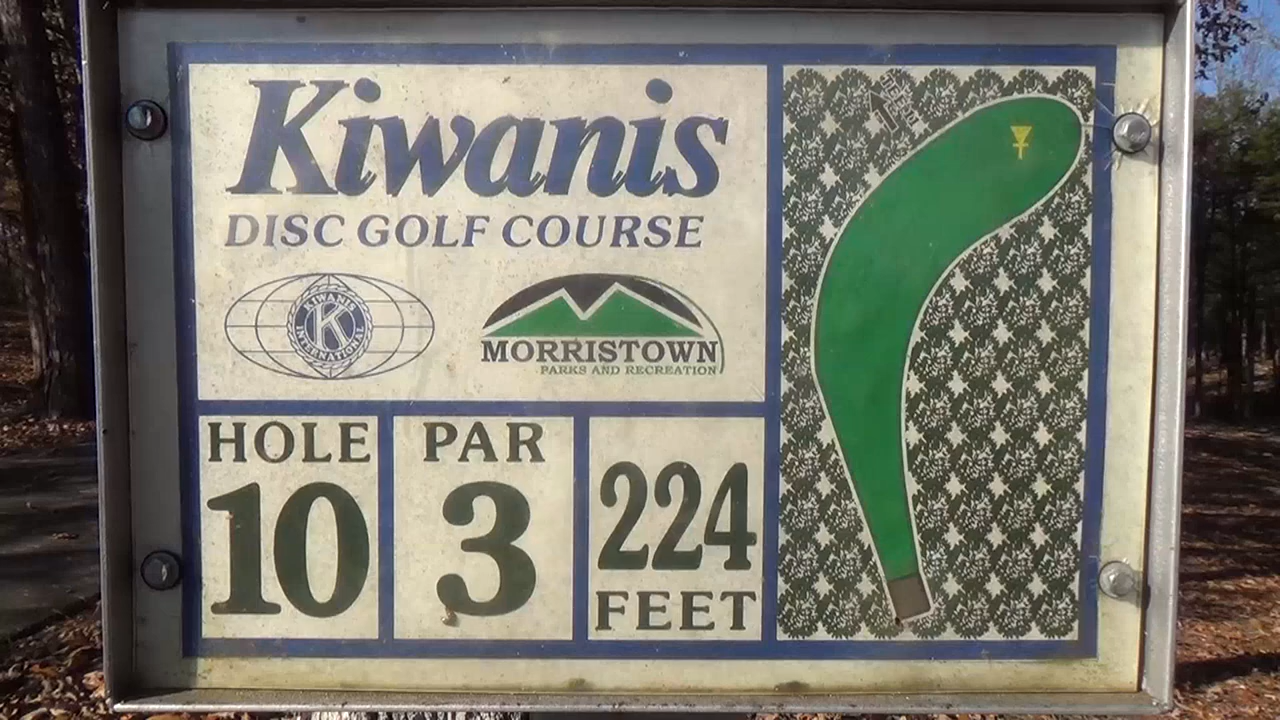 Kiwanis
DISC GOLF COURSE
KIWANIS
K
INTERNATIONAL
MORRISTOWN
PARKS AND RECREATION
HOLE
10
PAR
3
224
FEET